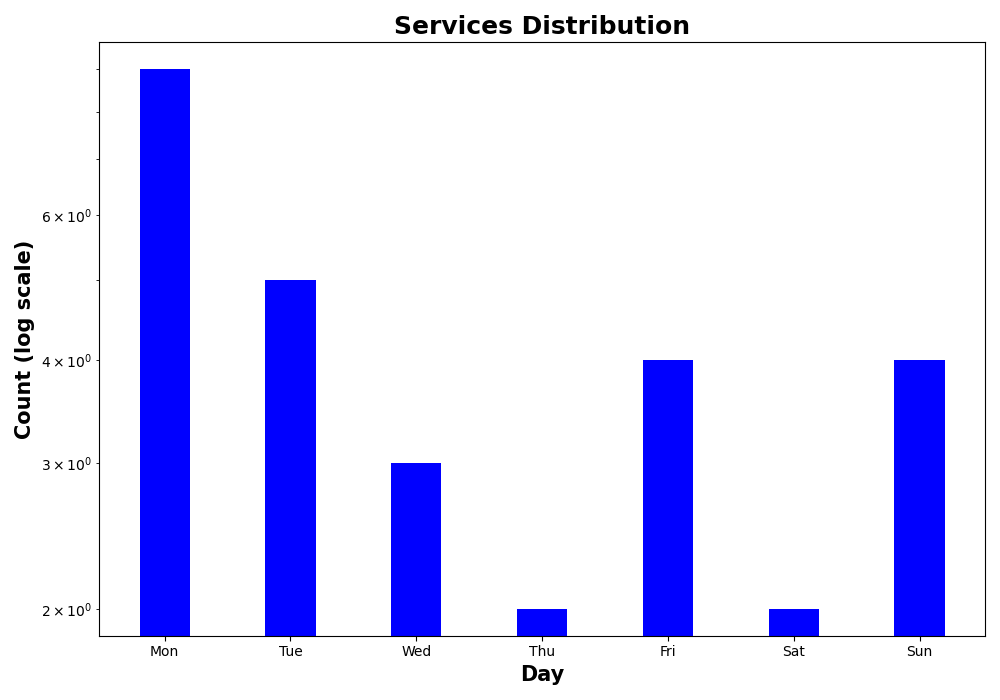 Services Distribution
Count (log scale)
6 × 10⁰
4 × 10⁰
3 × 10⁰
2 × 10⁰
Mon Tue Wed Thu Fri Sat Sun
Day